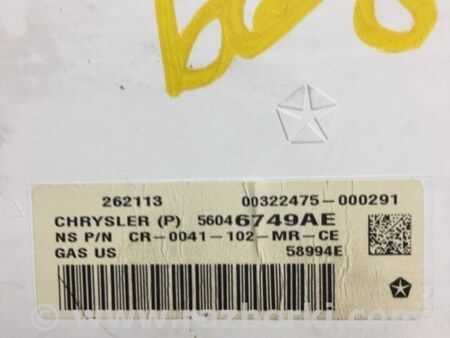 262113 00322475-000291
CHRYSLER (P) 56046749AE
NS P/N CR-0041-102-MR-CE
GAS US 58994E